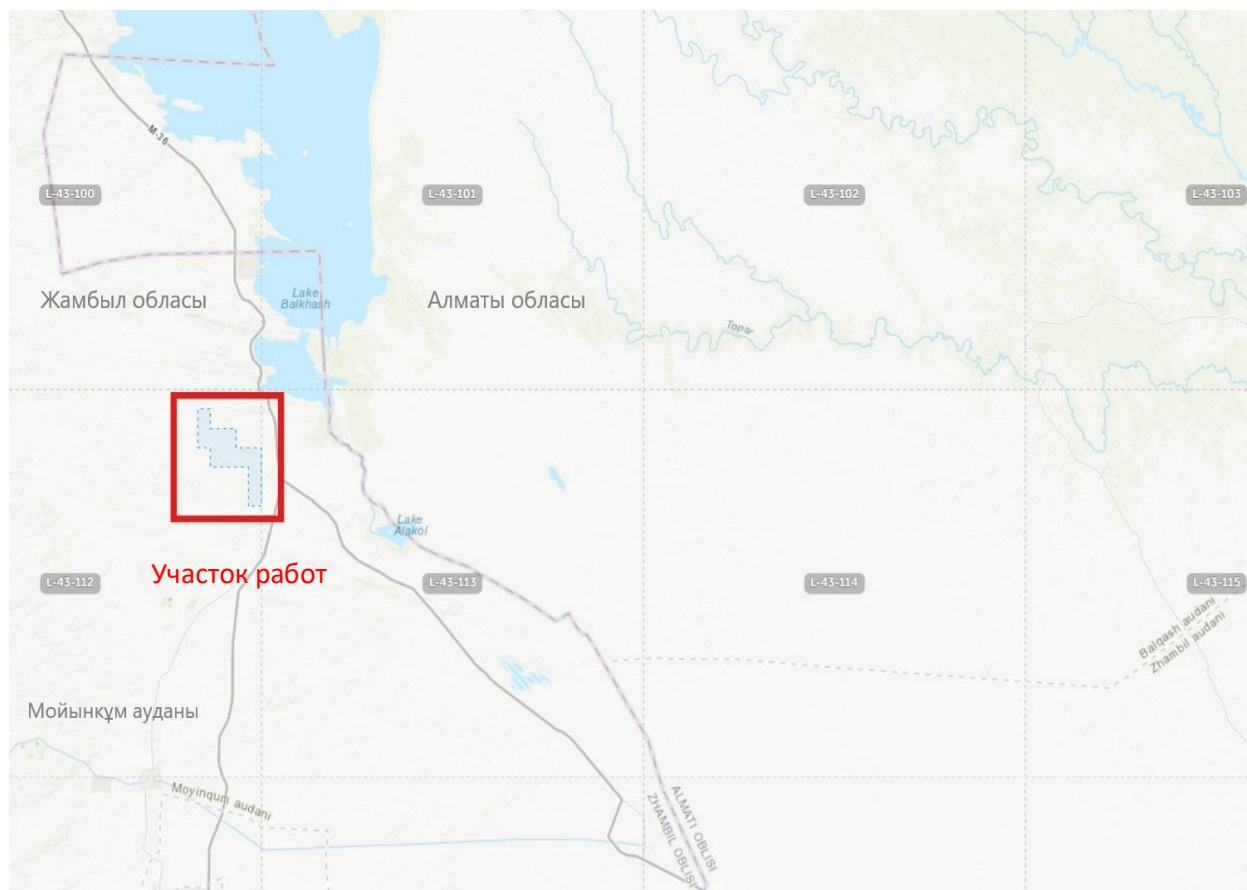 M-36
L-43-100
L-43-101
L-43-102
L-43-103
Жамбыл обласы
Lake
Balkhash
Алматы обласы
Topar
Lake
Alakol
Участок работ
L-43-112
L-43-113
L-43-114
L-43-115
Balqash audani
Zhambil audani
Мойынқұм ауданы
Moyinqum audani
ALMATI OBLISI
ZHAMBIL OBLISI